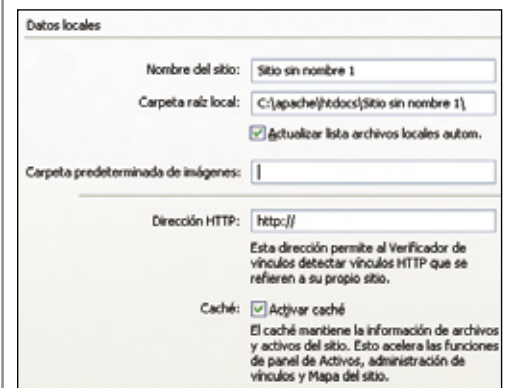 Datos locales
Nombre del sitio: Sitio sin nombre 1
Carpeta raíz local: C:\apache\htdocs\Sitio sin nombre 1\
Actualizar lista archivos locales autom.
Carpeta predeterminada de imágenes:
Dirección HTTP: http://
Esta dirección permite al Verificador de
vínculos detectar vínculos HTTP que se
refieren a su propio sitio.
Caché: Activar caché
El caché mantiene la información de archivos
y activos del sitio. Esto acelera las funciones
de panel de Activos, administración de
vínculos y Mapa del sitio.